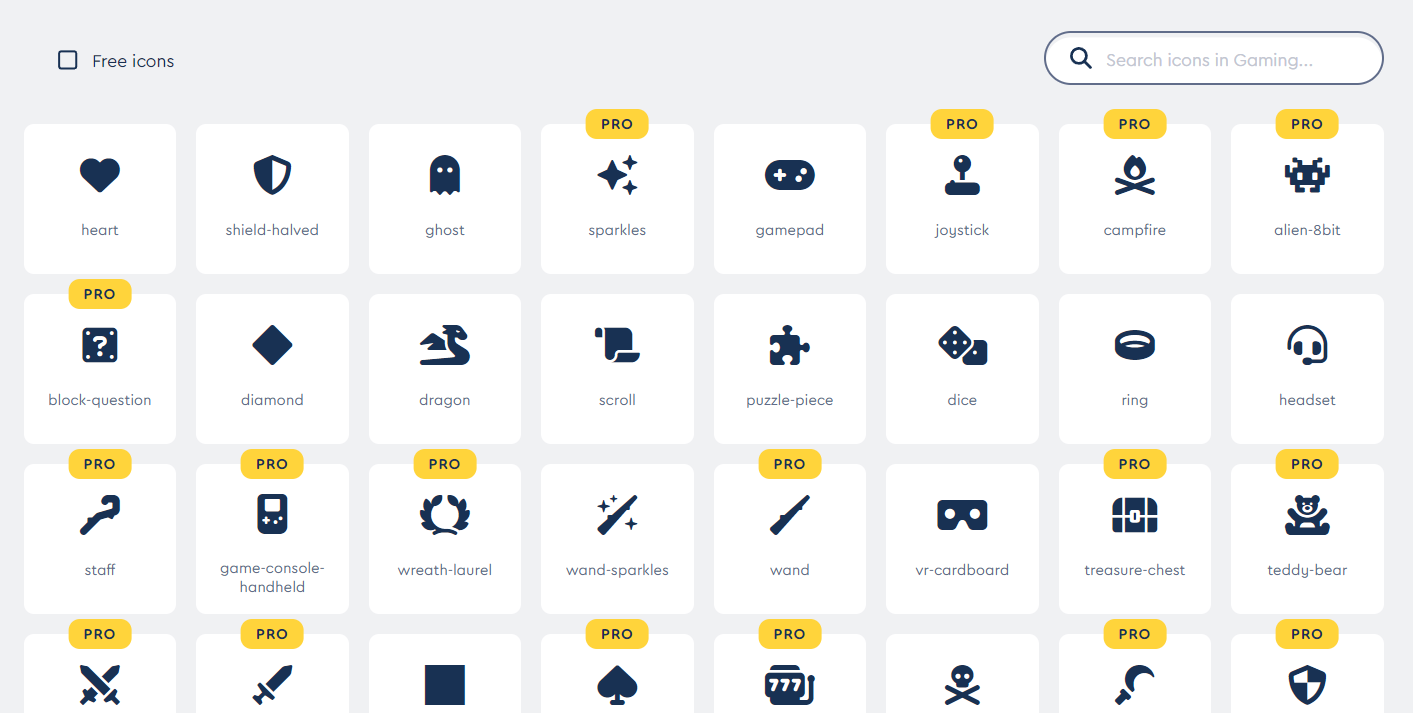 Free icons
Search icons in Gaming...
PRO PRO PRO PRO
heart shield-halved ghost sparkles gamepad joystick campfire alien-8bit
PRO
?
block-question diamond dragon scroll puzzle-piece dice ring headset
PRO PRO PRO PRO PRO PRO
staff game-console-handheld wreath-laurel wand-sparkles wand vr-cardboard treasure-chest teddy-bear
PRO PRO PRO PRO PRO PRO
777